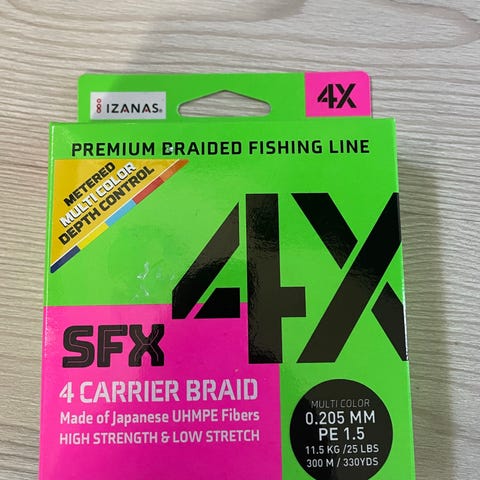 IZANAS®
4X
PREMIUM BRAIDED FISHING LINE
METERED
MULTI COLOR
DEPTH CONTROL
4X
SFX
4 CARRIER BRAID
Made of Japanese UHMPE Fibers
HIGH STRENGTH & LOW STRETCH
MULTI COLOR
0.205 MM
PE 1.5
11.5 KG /25 LBS
300 M / 330YDS